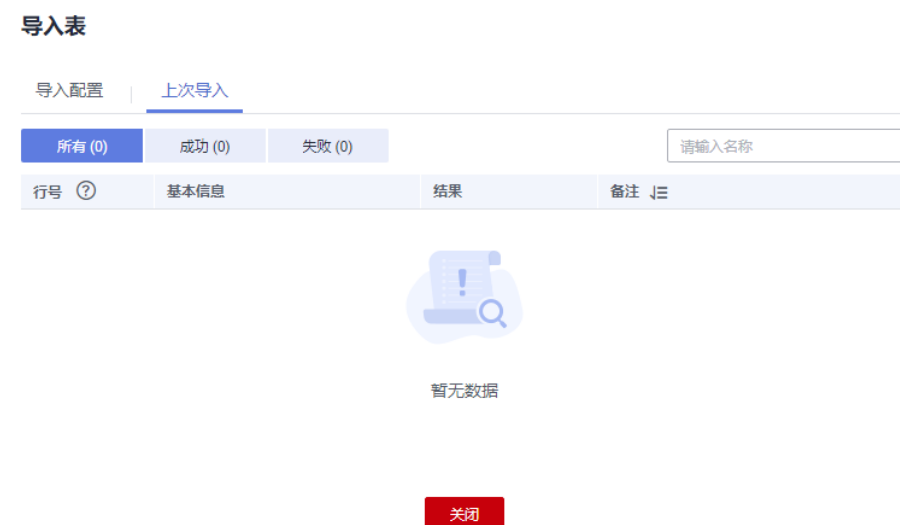 导入表
导入配置 上次导入
所有 (0) 成功 (0) 失败 (0) 请输入名称
行号 ? 基本信息 结果 备注
暂无数据
关闭